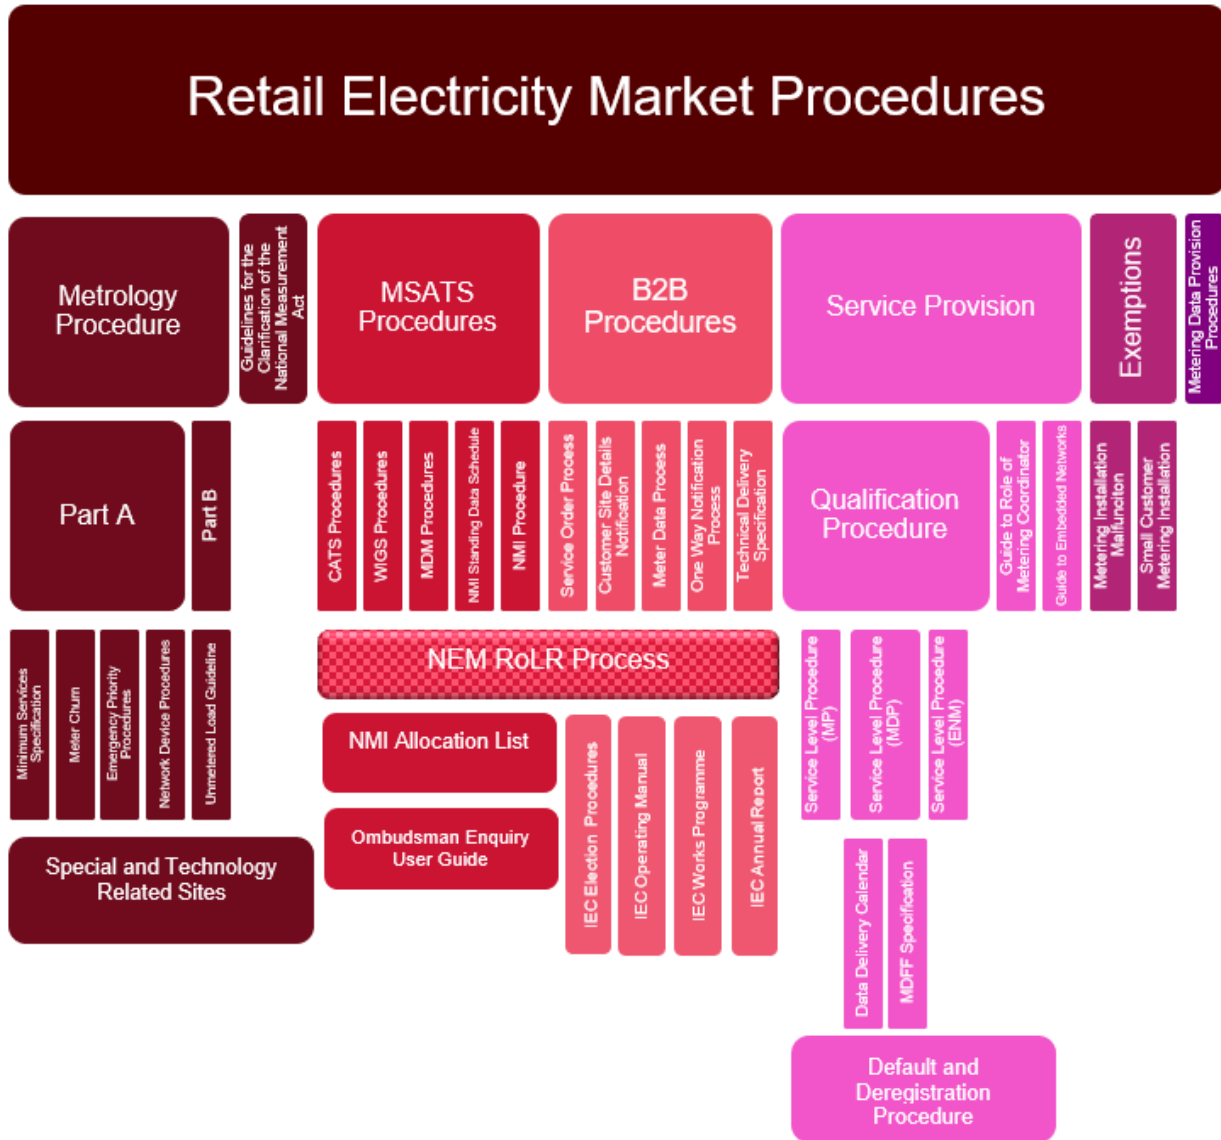 Retail Electricity Market Procedures
Metrology
Procedure
Guidelines for the
Clarification of the
National Measurement
Act
MSATS
Procedures
B2B
Procedures
Service Provision
Exemptions
Metering Data Provision
Procedures
Part A
Part B
CATS Procedures
WIGS Procedures
MDM Procedures
NMI Standing Data Schedule
NMI Procedure
Service Order Process
Customer Site Details
Notification
Meter Data Process
One Way Notification
Process
Technical Delivery
Specification
Qualification
Procedure
Guide to Role of
Metering Coordinator
Guide to Embedded Networks
Metering Installation
Malfunciton
Small Customer
Metering Installation
Minimum Services
Specification
Meter Churn
Emergency Priority
Procedures
Network Device Procedures
Unmetered Load Guideline
NEM RoLR Process
NMI Allocation List
Ombudsman Enquiry
User Guide
IEC Election Procedures
IEC Operating Manual
IEC Works Programme
IEC Annual Report
Service Level Procedure
(MP)
Service Level Procedure
(MDP)
Service Level Procedure
(ENM)
Special and Technology
Related Sites
Data Delivery Calendar
MDFF Specification
Default and
Deregistration
Procedure